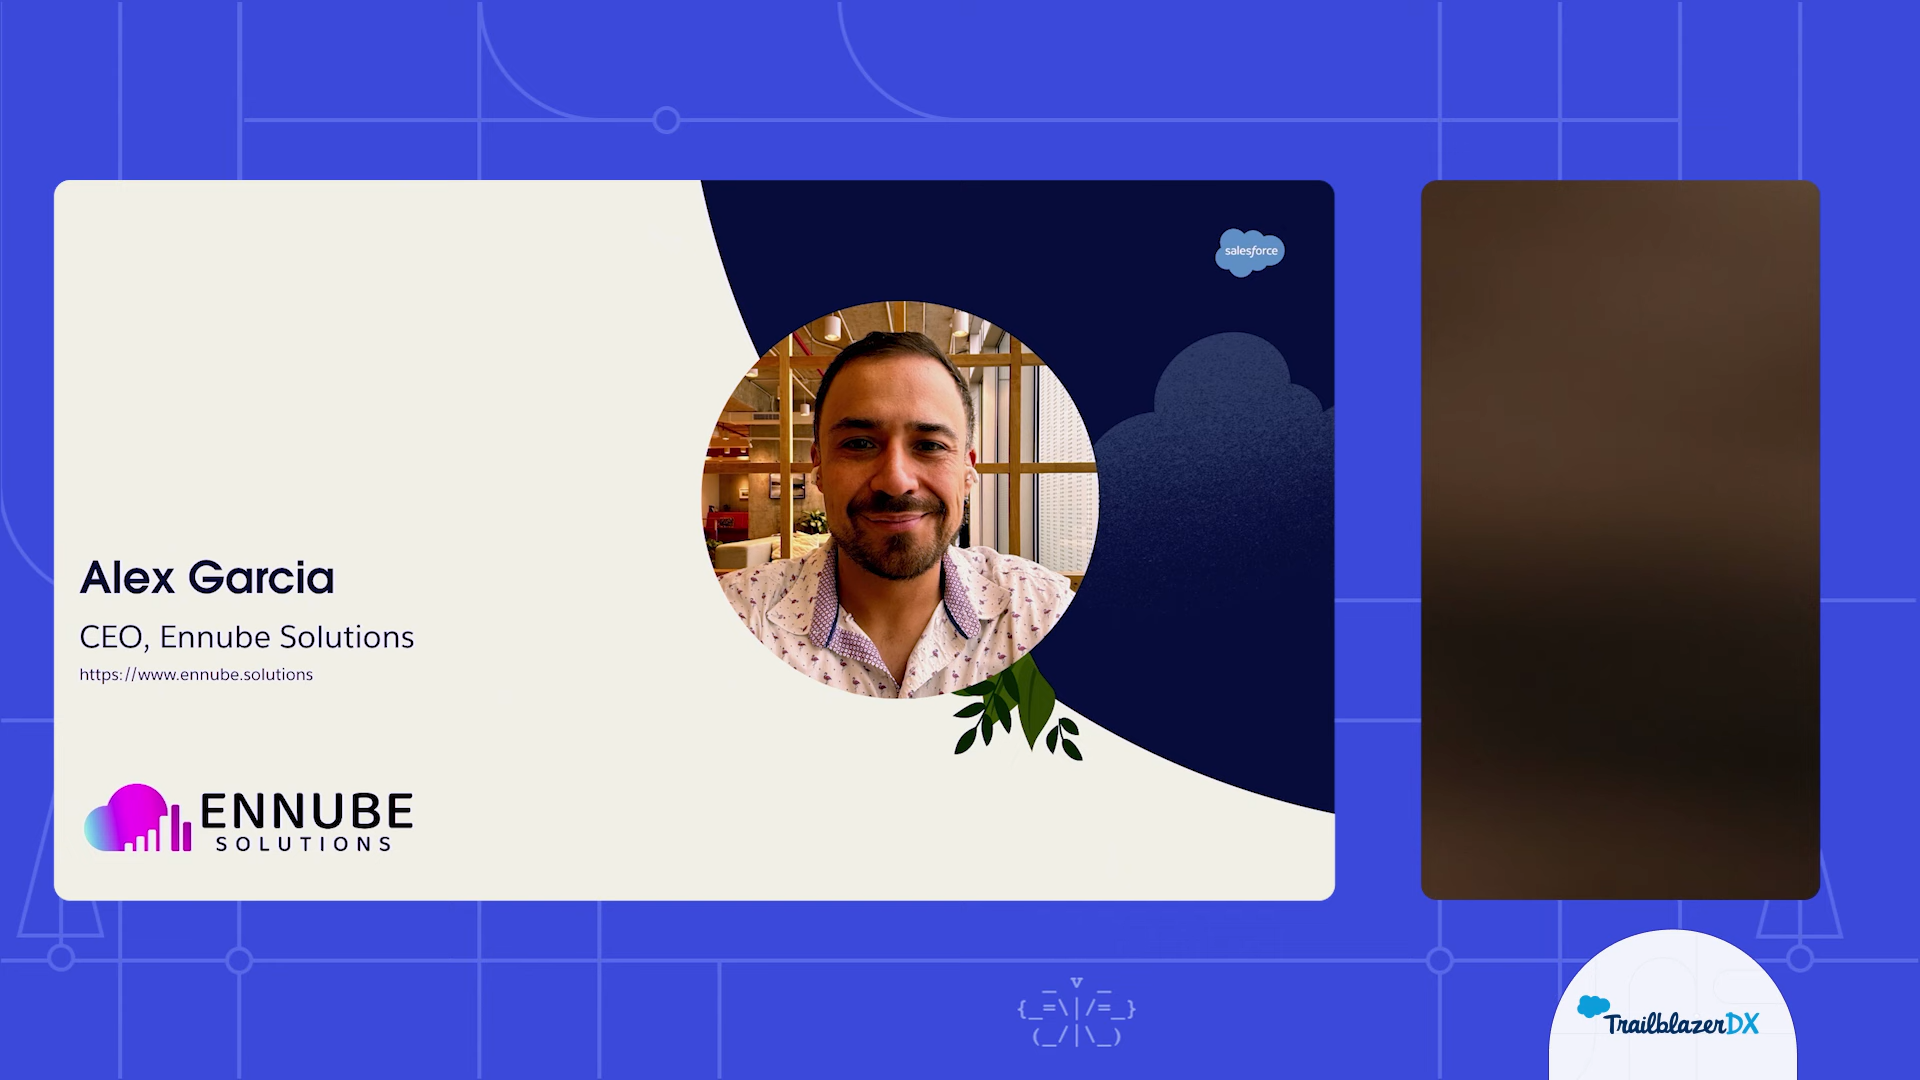 salesforce
Alex Garcia
CEO, Ennube Solutions
https://www.ennube.solutions
ENNUBE
SOLUTIONS
TrailblazerDX